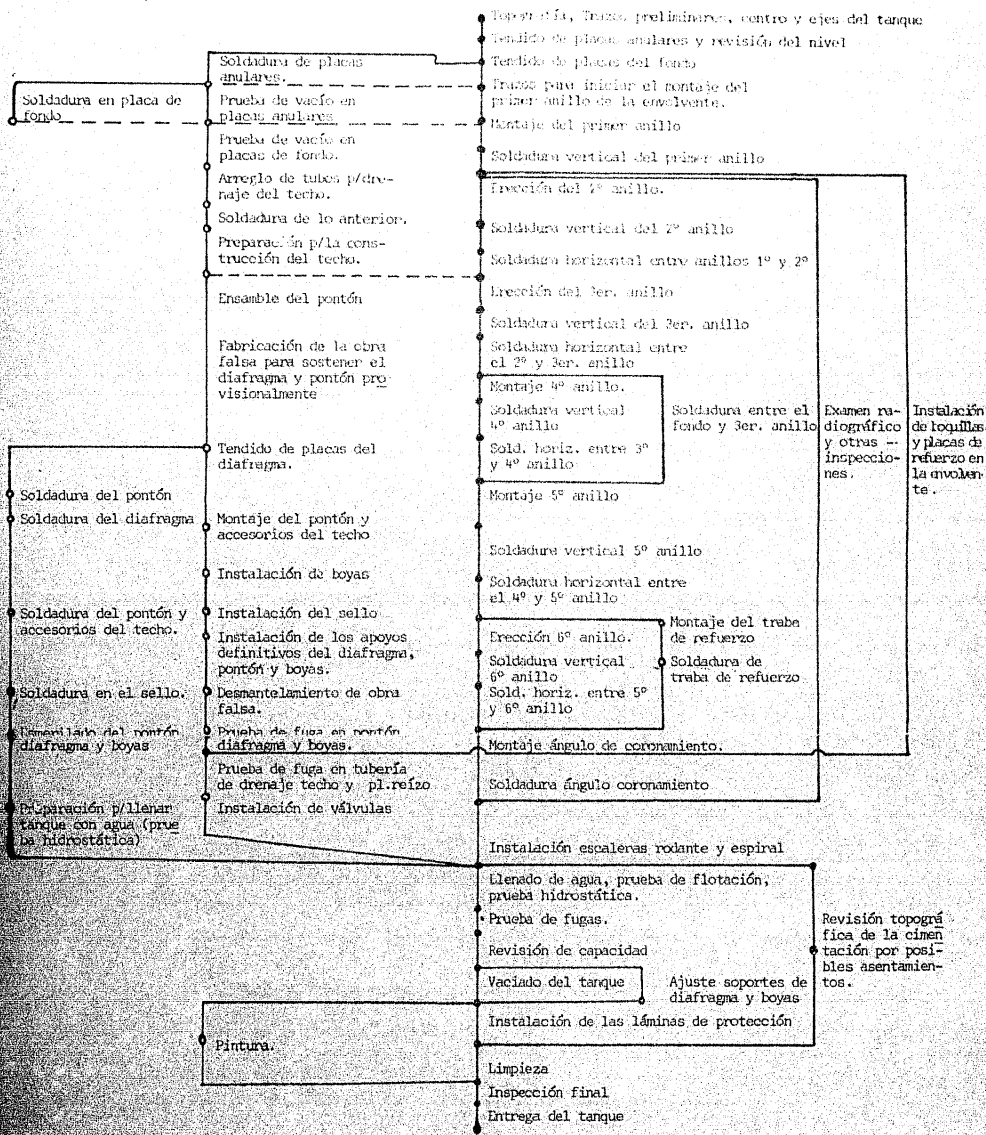 Topografía, Trazos preliminares, centro y ejes del tanque
Tendido de placas anulares y revisión del nivel
Tendido de placas del fondo
Trazos para iniciar el montaje del
primer anillo de la envolvente.
Montaje del primer anillo
Soldadura vertical del primer anillo
Erección del 2º anillo.
Soldadura vertical del 2º anillo
Soldadura horizontal entre anillos 1º y 2º
Erección del 3er. anillo
Soldadura vertical del 3er. anillo
Soldadura horizontal entre
el 2º y 3er. anillo
Montaje 4º anillo.
Soldadura vertical
4º anillo
Sold. horiz. entre 3º
y 4º anillo
Soldadura entre el
fondo y 3er. anillo
Examen ra-
diográfico
y otras --
inspeccio-
nes.
Instalación
de boquillas
y placas de
refuerzo en
la envolven-
te.
Montaje 5º anillo
Soldadura vertical 5º anillo
Soldadura horizontal entre
el 4º y 5º anillo
Erección 6º anillo.
Soldadura vertical
6º anillo
Sold. horiz. entre 5º
y 6º anillo
Montaje del trabe
de refuerzo
Soldadura de
traba de refuerzo
Montaje ángulo de coronamiento.
Soldadura ángulo coronamiento
Instalación escaleras rodante y espiral
Llenado de agua, prueba de flotación,
prueba hidrostática.
Prueba de fugas.
Revisión de capacidad
Vaciado del tanque
Ajuste soportes de
diafragma y boyas
Instalación de las láminas de protección
Revisión topográ
fica de la cimen
tación por posi-
bles asentamien-
tos.
Limpieza
Inspección final
Entrega del tanque
Soldadura de placas
anulares.
Prueba de vacío en
placas anulares
Prueba de vacío en
placas de fondo.
Arreglo de tubos p/dre-
naje del techo.
Soldadura de lo anterior.
Preparación p/la cons-
trucción del techo.
Ensamble del pontón
Fabricación de la obra
falsa para sostener el
diafragma y pontón pro
visionalmente
Tendido de placas del
diafragma.
Montaje del pontón y
accesorios del techo
Instalación de boyas
Instalación del sello
Instalación de los apoyos
definitivos del diafragma,
pontón y boyas.
Desmantelamiento de obra
falsa.
Prueba de fuga en pontón
diafragma y boyas.
Prueba de fuga en tubería
de drenaje techo y pl.reízo
Instalación de válvulas
Pintura.
Soldadura en placa de
fondo
Soldadura del pontón
Soldadura del diafragma
Soldadura del pontón y
accesorios del techo.
Soldadura en el sello.
Esmerilado del pontón
diafragma y boyas
Preparación p/llenar
tanque con agua (prue
ba hidrostática)